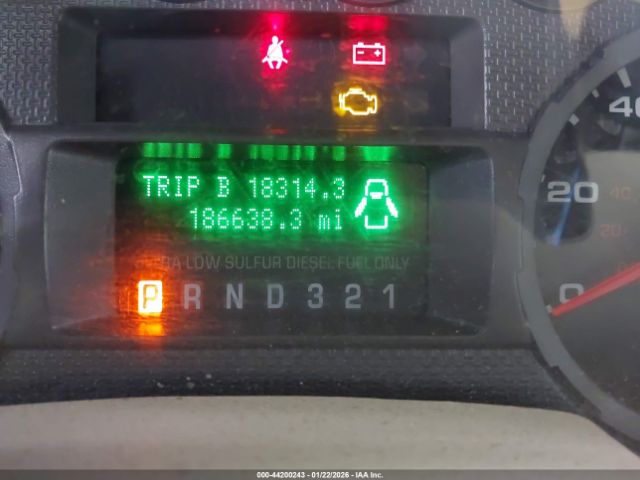 TRIP B 18314.3
186638.3 mi
ULTRA-LOW SULFUR DIESEL FUEL ONLY
P R N D 3 2 1
0
20
40
20
000-44200243 - 01/22/2026 - IAA Inc.